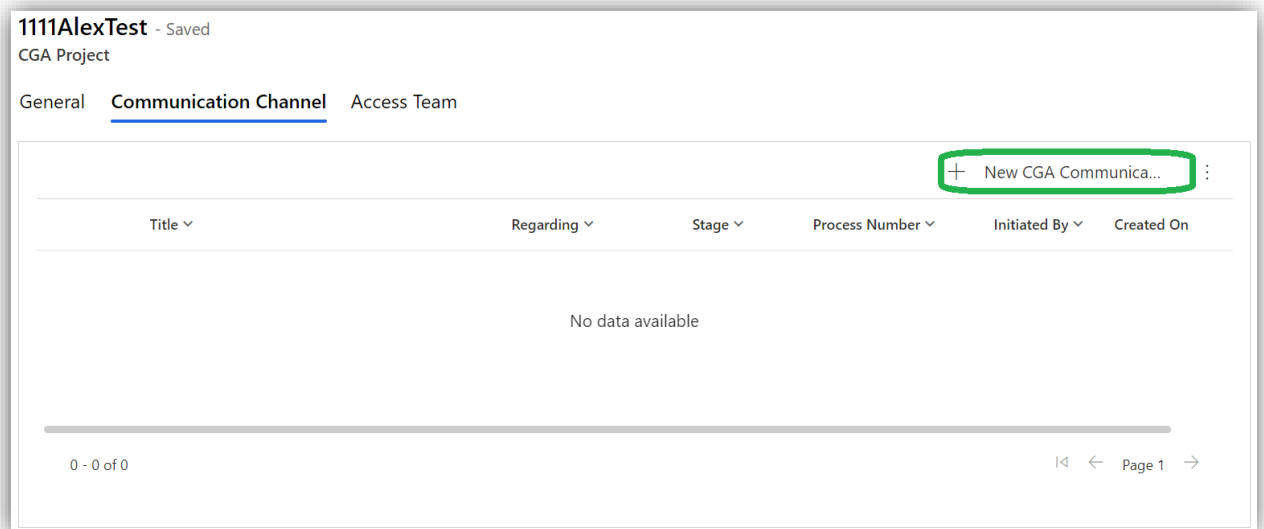 1111AlexTest - Saved
CGA Project
General Communication Channel Access Team
New CGA Communica...
Title Regarding Stage Process Number Initiated By Created On
No data available
0 - 0 of 0 Page 1